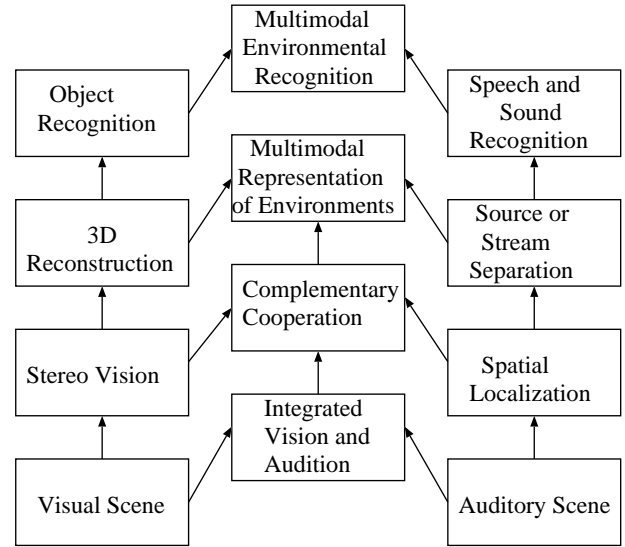 Multimodal
Environmental
Recognition
Object
Recognition
Speech and
Sound
Recognition
Multimodal
Representation
of Environments
3D
Reconstruction
Source or
Stream
Separation
Complementary
Cooperation
Stereo Vision
Spatial
Localization
Integrated
Vision and
Audition
Visual Scene
Auditory Scene